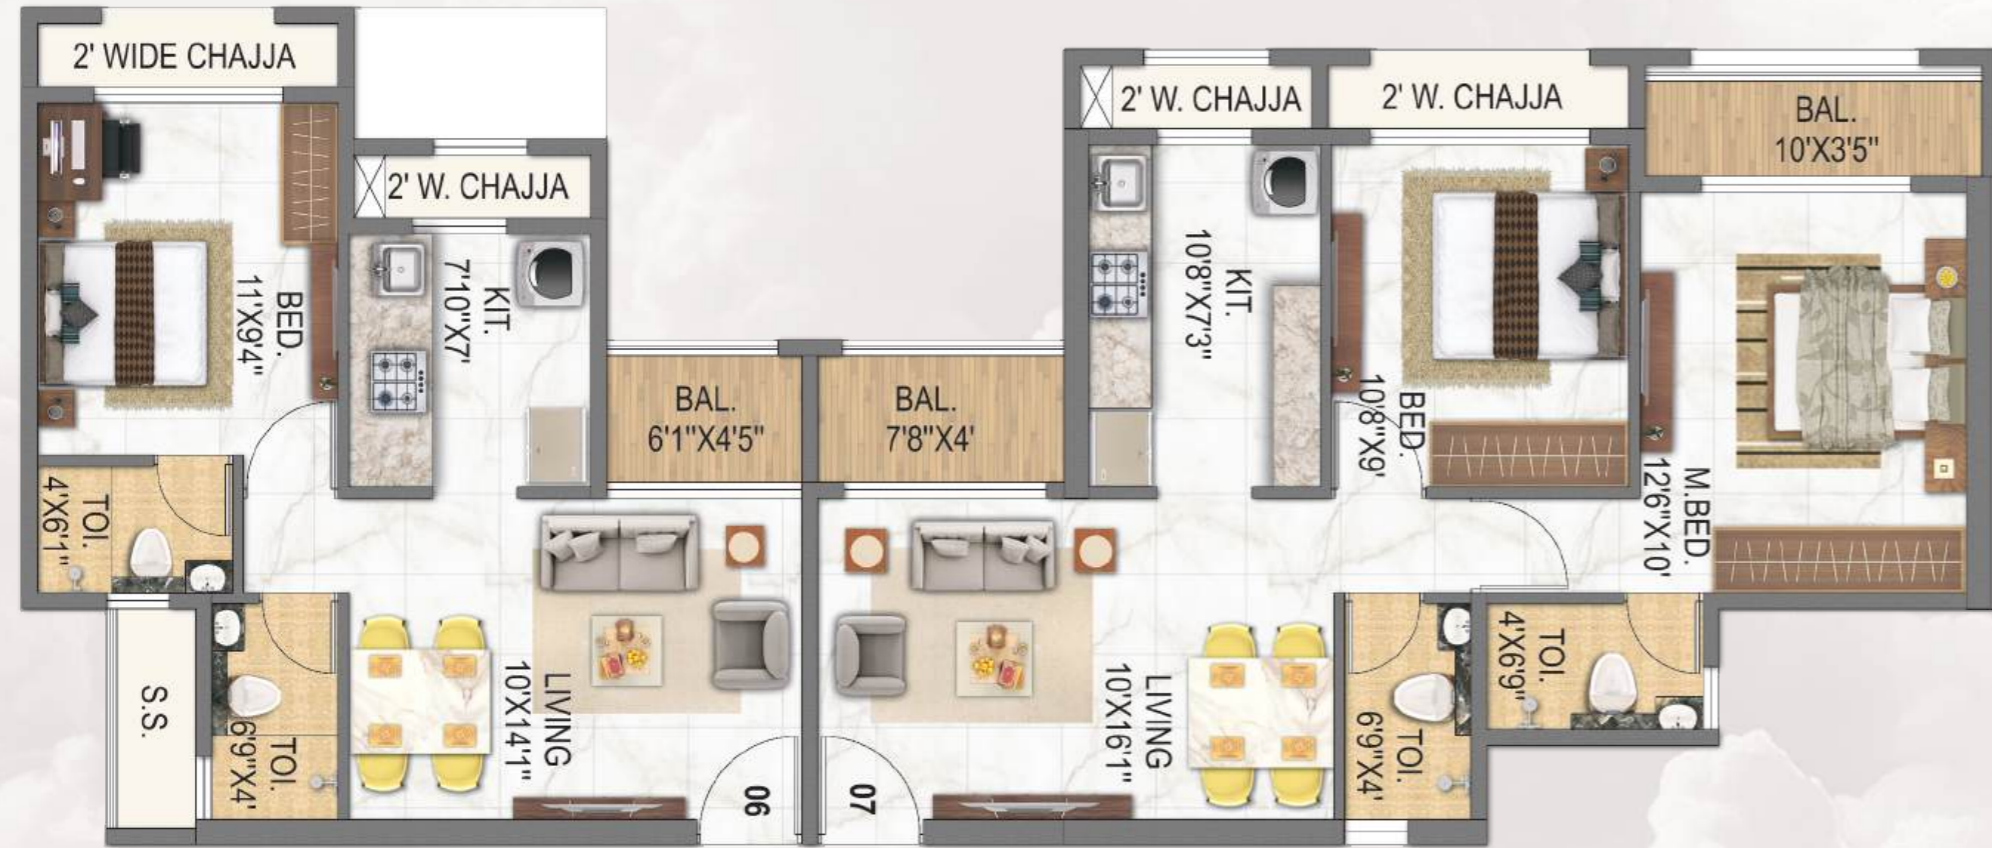 2' WIDE CHAJJA
2' W. CHAJJA
BED.
11'X9'4"
KIT.
7'10"X7'
BAL.
6'1"X4'5"
TOI.
4'X6'1"
S.S.
TOI.
6'9"X4'
LIVING
10'X14'1"
06
2' W. CHAJJA
2' W. CHAJJA
BAL.
10'X3'5"
KIT.
10'8"X7'3"
BED.
10'8"X9'
M.BED.
12'6"X10'
BAL.
7'8"X4'
LIVING
10'X16'1"
TOI.
6'9"X4'
TOI.
4'X6'9"
07